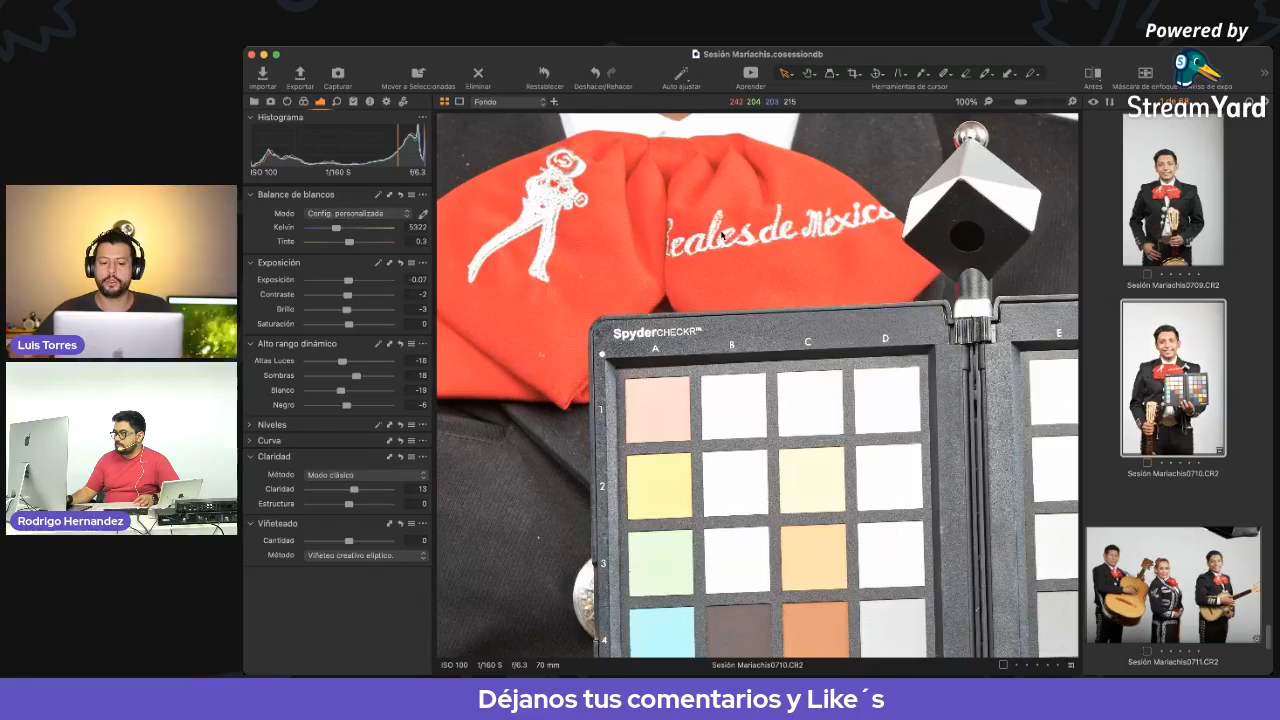 Powered by
StreamYard
Sesión Mariachis.cosessiondb
Importar
Exportar
Capturar
Mover a Seleccionadas
Eliminar
Restablecer
Deshacer/Rehacer
Auto ajustar
Aprender
Herramientas de cursor
Antes
Máscara de enfoque
Fondo
242 204 203 215
100%
Histograma
ISO 100
1/160 S
f/6.3
Balance de blancos
Modo
Config. personalizada
Kelvin
5322
Tinte
0.3
Exposición
Exposición
-0.07
Contraste
-2
Brillo
-3
Saturación
0
Alto rango dinámico
Altas Luces
-16
Sombras
18
Blanco
-19
Negro
-6
Niveles
Curva
Claridad
Método
Modo clásico
Claridad
13
Estructura
0
Viñeteado
Cantidad
0
Método
Viñeteo creativo elíptico.
Luis Torres
Rodrigo Hernandez
eales de México
SpyderCHECKR™
A
B
C
D
E
1
2
3
4
ISO 100
1/160 S
f/6.3
70 mm
Sesión Mariachis0710.CR2
Sesión Mariachis0709.CR2
Sesión Mariachis0710.CR2
Sesión Mariachis0711.CR2
Déjanos tus comentarios y Like´s